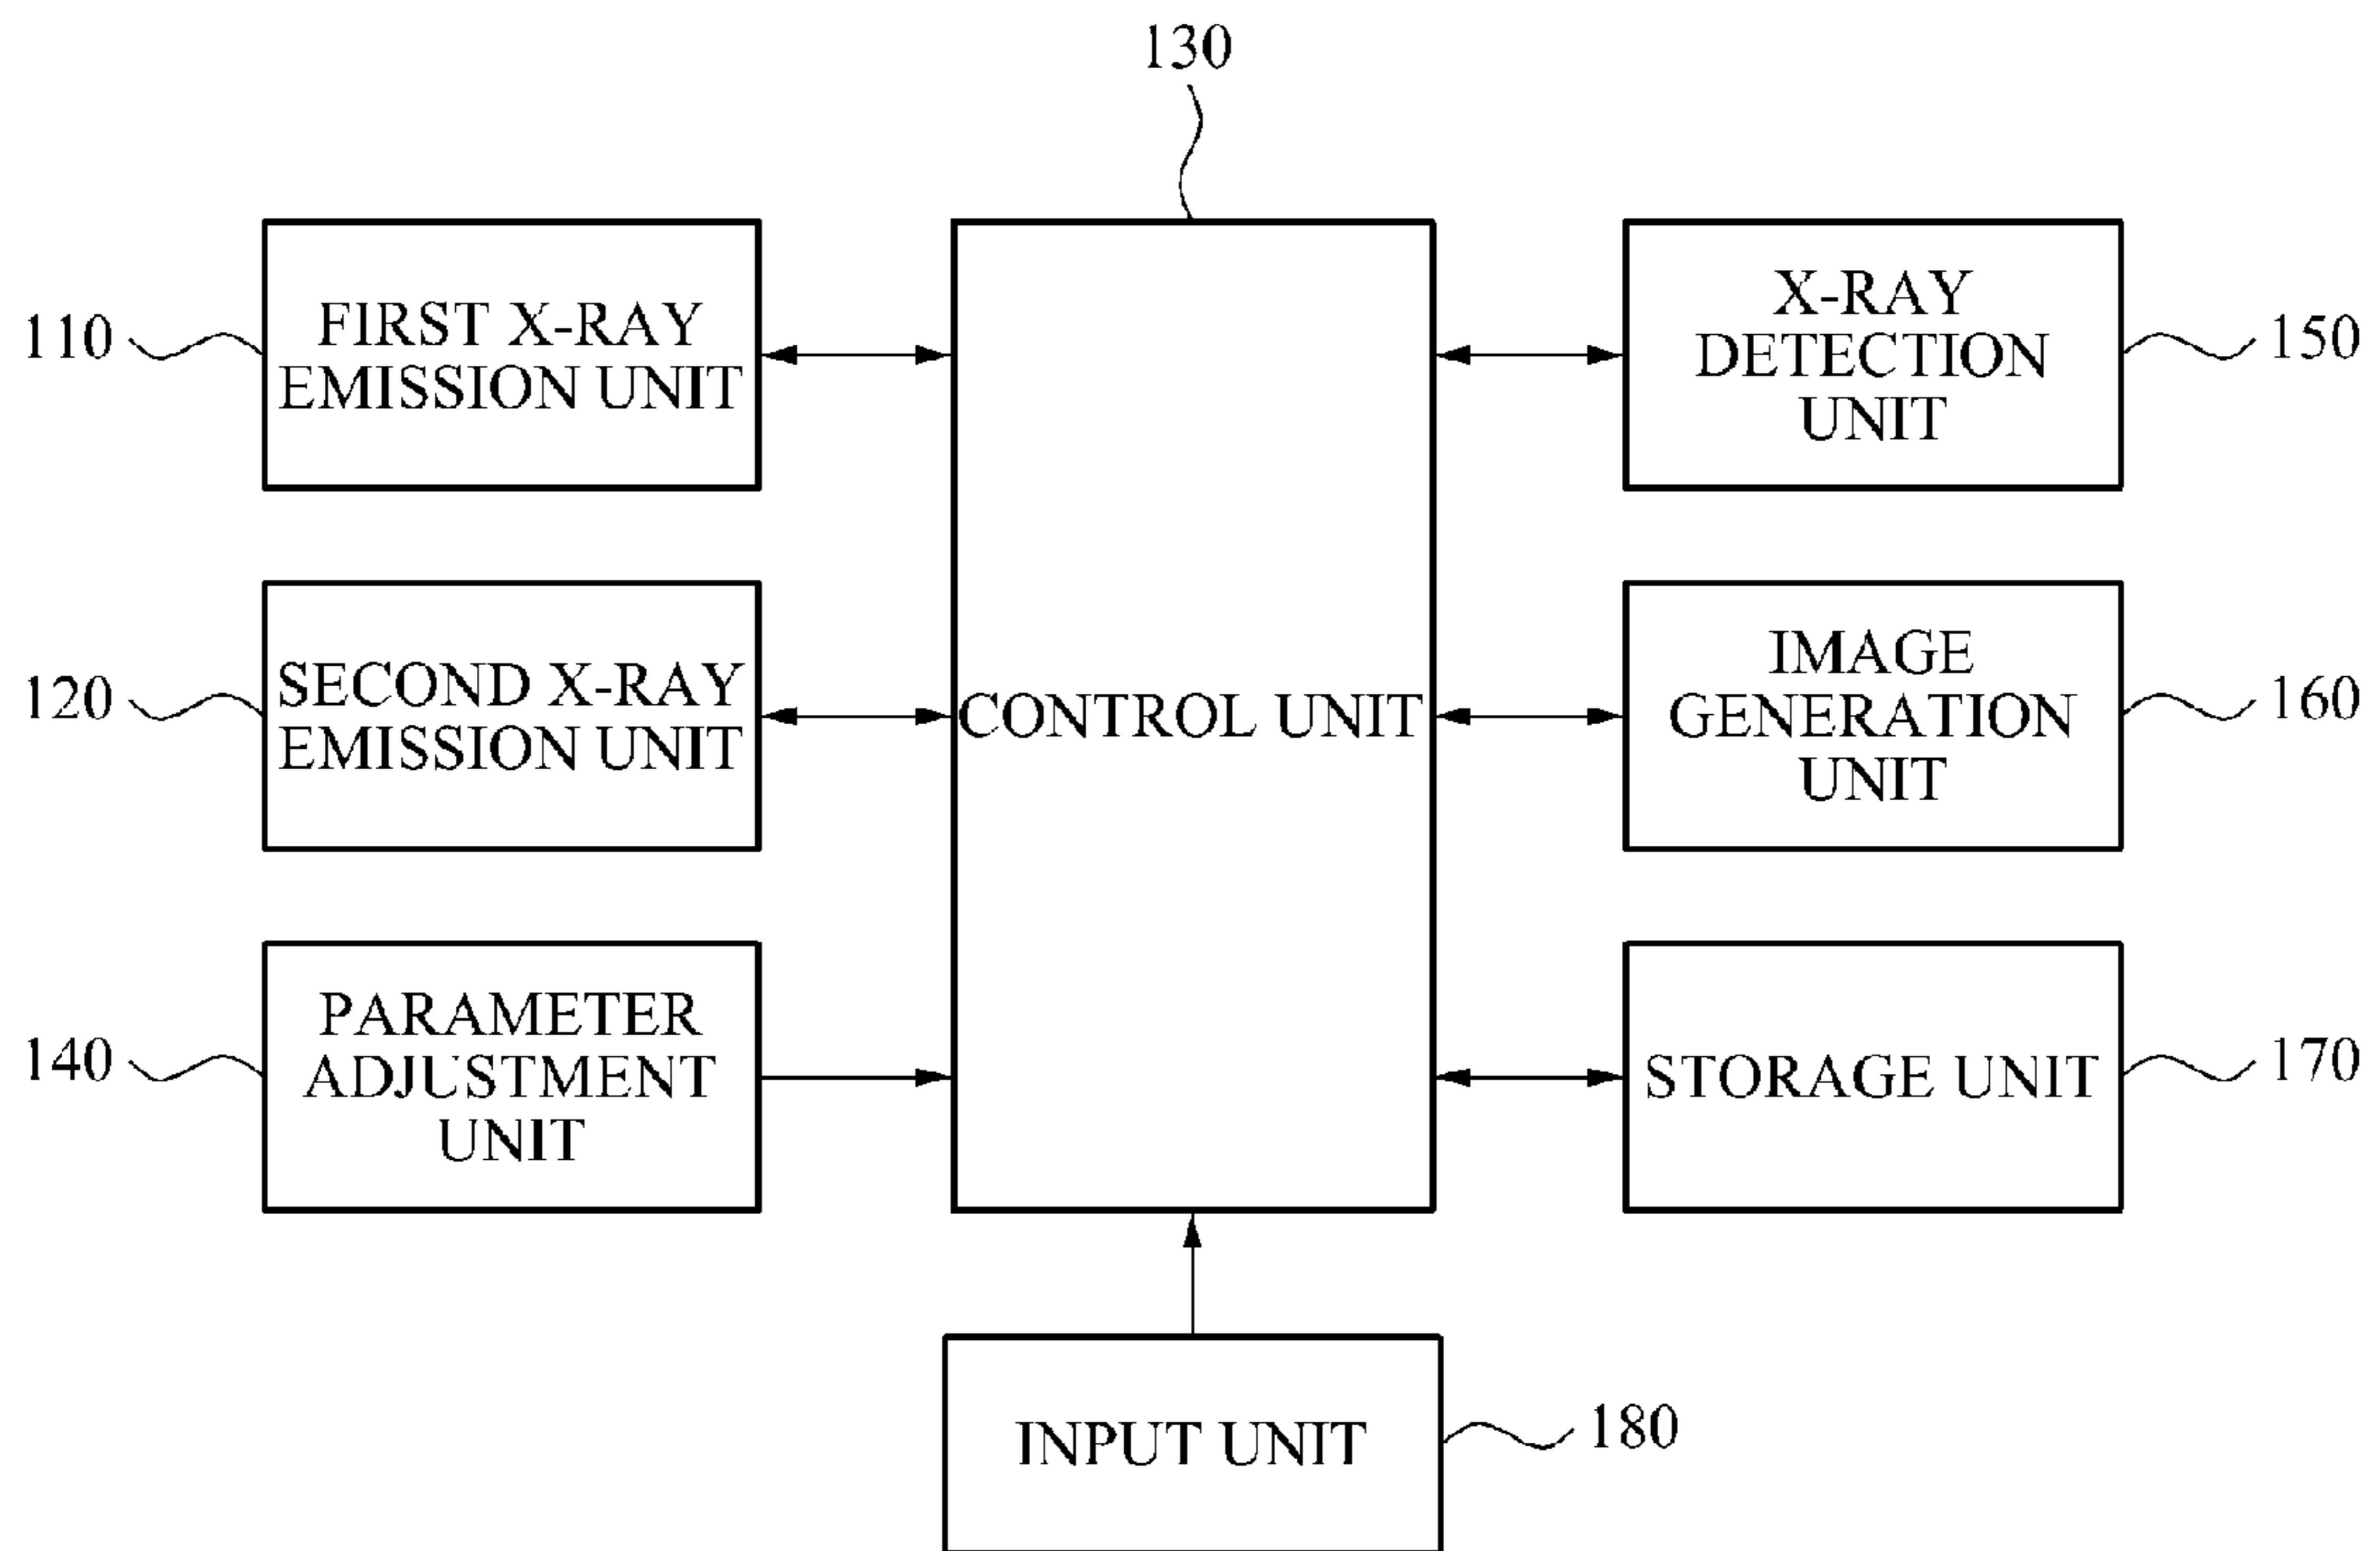 130
110
FIRST X-RAY
EMISSION UNIT
120
SECOND X-RAY
EMISSION UNIT
140
PARAMETER
ADJUSTMENT
UNIT
CONTROL UNIT
X-RAY
DETECTION
UNIT
150
IMAGE
GENERATION
UNIT
160
STORAGE UNIT
170
INPUT UNIT
180